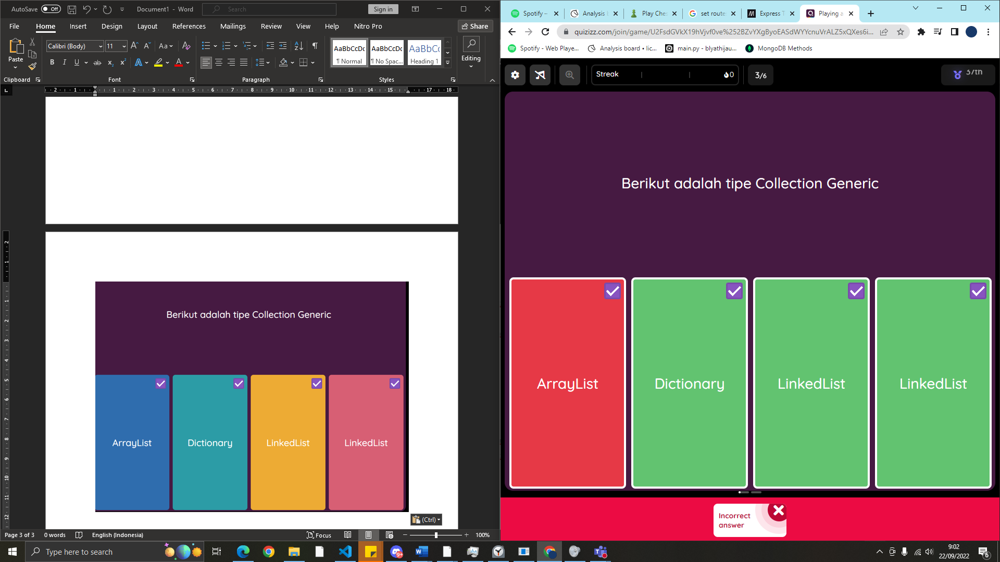 AutoSave Off
Document1 - Word
Search
Sign in
File Home Insert Design Layout References Mailings Review View Help Nitro Pro
Share
Paste
Calibri (Body) 11
AaBbCcDc AaBbCcDc AaBbC
¶ Normal ¶ No Spac... Heading 1
Editing
Clipboard Font Paragraph Styles
Berikut adalah tipe Collection Generic
ArrayList
Dictionary
LinkedList
LinkedList
(Ctrl)
Page 3 of 3 0 words English (Indonesia) Focus 100%
Spotify –
Analysis
Play Ches
set route
Express T
Playing a
quizizz.com/join/game/U2FsdGVkX19hVjvf0ve%252BZvYXgByoEASdWYYcnuVrALZ5xQXes6i...
Spotify - Web Playe... Analysis board • lic... main.py - blyathijau... MongoDB Methods
Streak 0
3/6
37th
Berikut adalah tipe Collection Generic
ArrayList
Dictionary
LinkedList
LinkedList
Incorrect
answer
Type here to search
9:02
22/09/2022
6